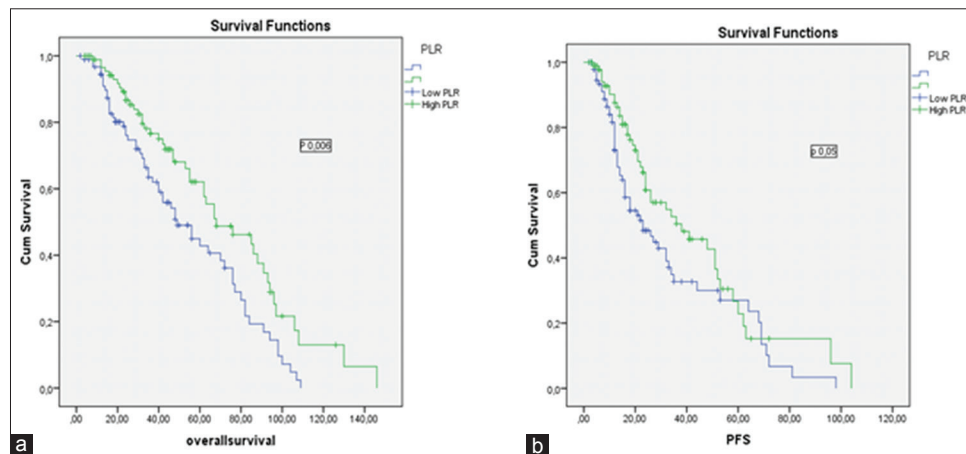 Survival Functions
PLR
Low PLR
High PLR
P 0,006
Cum Survival
1,0
0,8
0,6
0,4
0,2
0,0
,00 20,00 40,00 60,00 80,00 100,00 120,00 140,00
overallsurvival
a
Survival Functions
PLR
Low PLR
High PLR
p 0,05
Cum Survival
1,0
0,8
0,6
0,4
0,2
0,0
,00 20,00 40,00 60,00 80,00 100,00 120,00
PFS
b